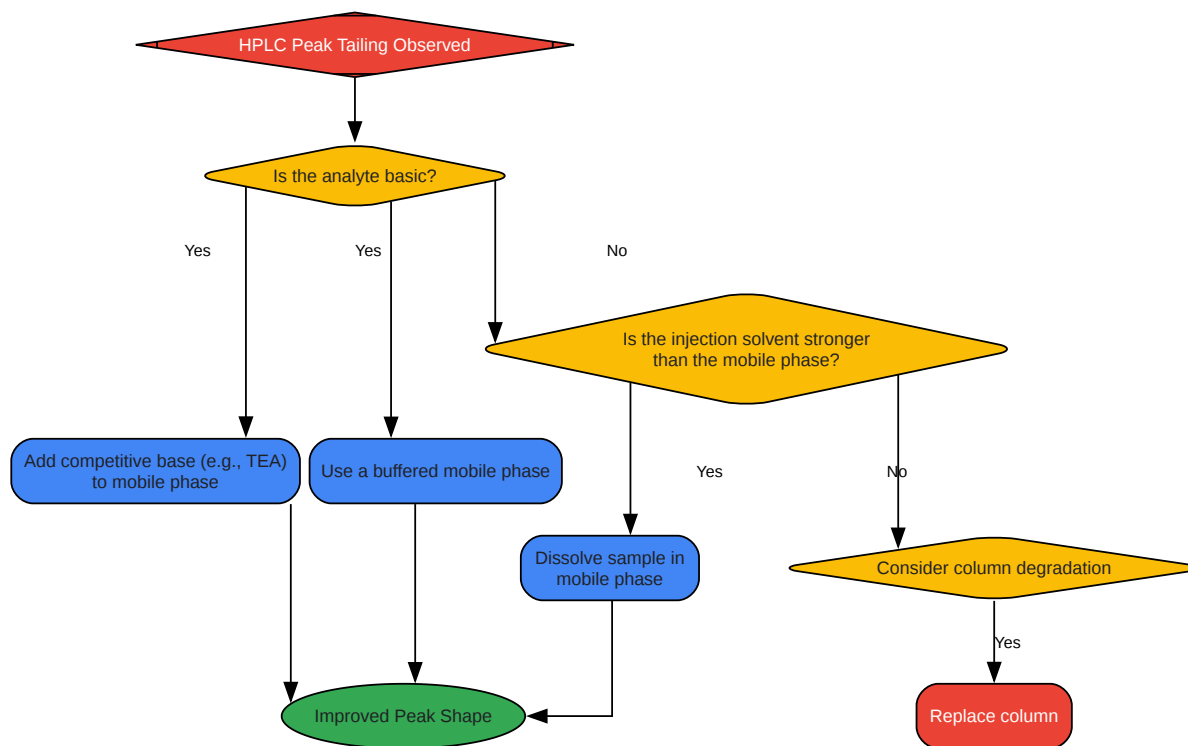 HPLC Peak Tailing Observed
Is the analyte basic?
Yes
Yes
No
Is the injection solvent stronger
than the mobile phase?
Add competitive base (e.g., TEA)
to mobile phase
Use a buffered mobile phase
Yes
No
Dissolve sample in
mobile phase
Consider column degradation
Yes
Improved Peak Shape
Replace column